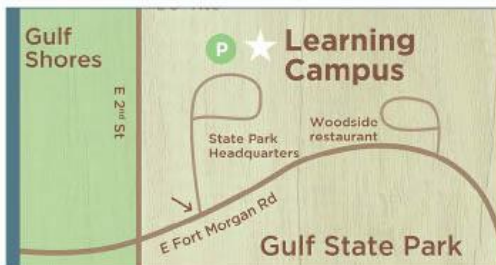 Gulf
Shores
P
Learning
Campus
E 2nd St
State Park
Headquarters
Woodside
restaurant
E Fort Morgan Rd
Gulf State Park